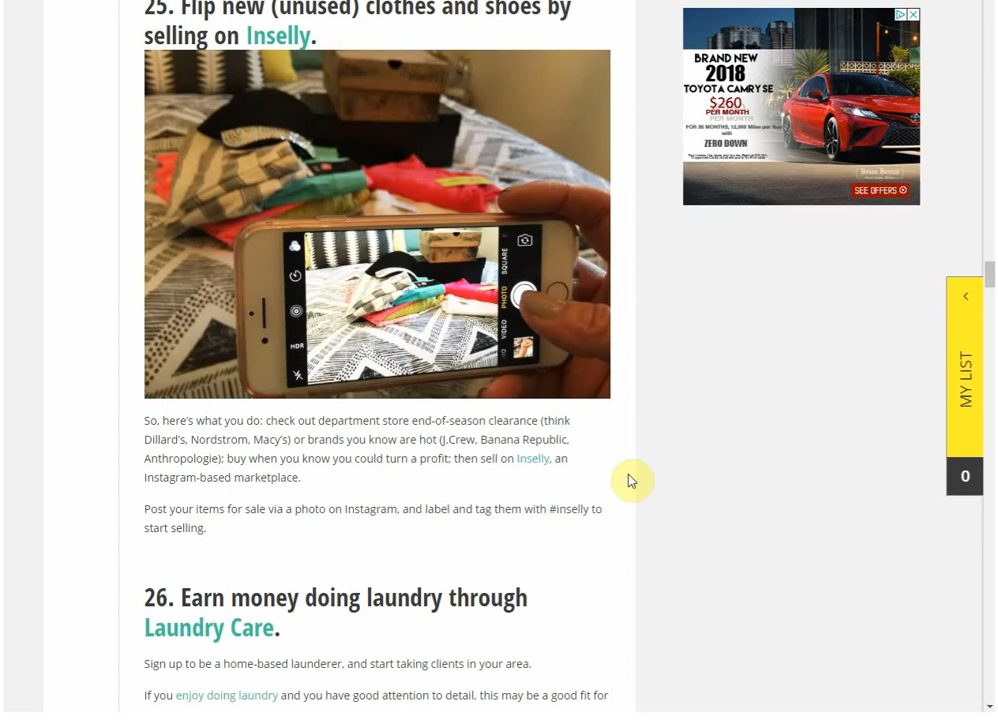 25. Flip new (unused) clothes and shoes by
selling on Inselly.
BRAND NEW
2018
TOYOTA CAMRY SE
$260
PER MONTH
PER MONTH
FOR 36 MONTHS, 12,000 Miles per Year
with
ZERO DOWN
SEE OFFERS
SQUARE
PHOTO
VIDEO
HDR
MY LIST
0
So, here's what you do: check out department store end-of-season clearance (think
Dillard's, Nordstrom, Macy's) or brands you know are hot (J.Crew, Banana Republic,
Anthropologie); buy when you know you could turn a profit; then sell on Inselly, an
Instagram-based marketplace.
Post your items for sale via a photo on Instagram, and label and tag them with #inselly to
start selling.
26. Earn money doing laundry through
Laundry Care.
Sign up to be a home-based launderer, and start taking clients in your area.
If you enjoy doing laundry and you have good attention to detail, this may be a good fit for